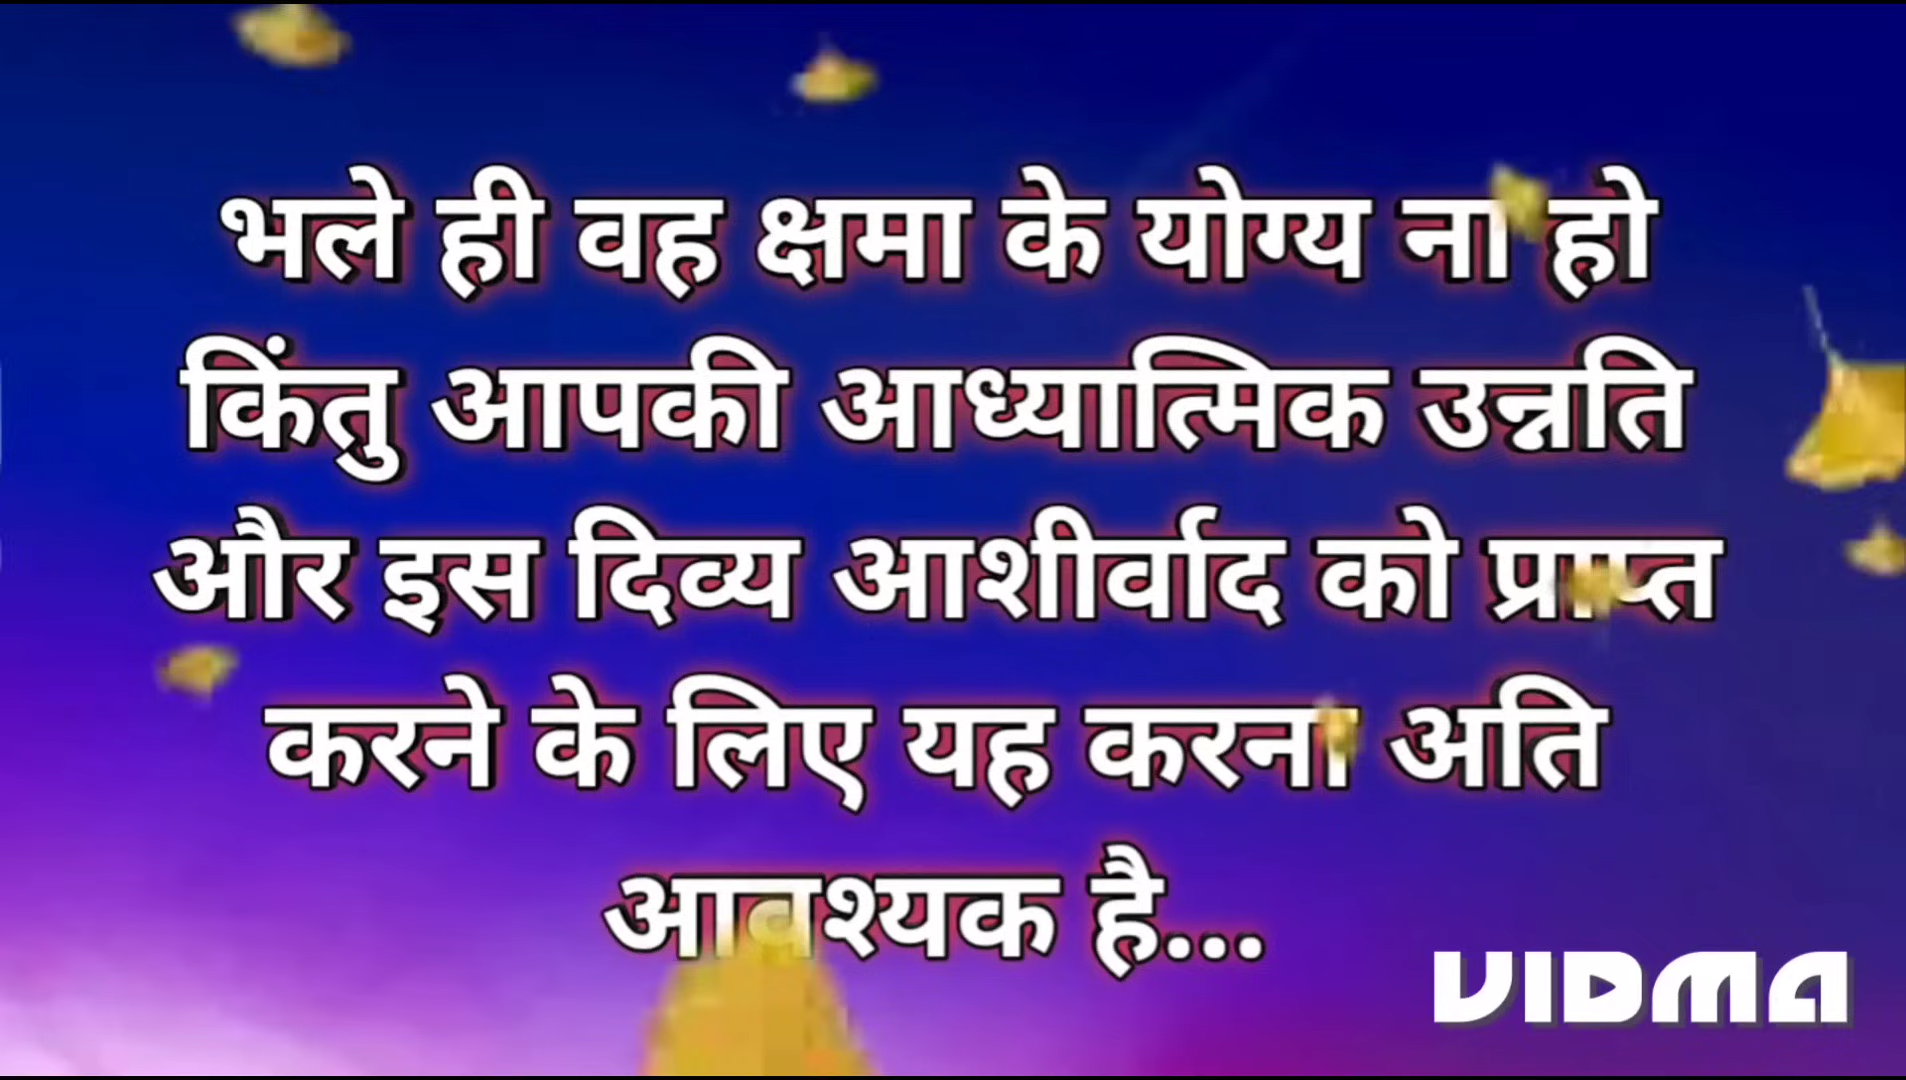 भले ही वह क्षमा के योग्य ना हो
किंतु आपकी आध्यात्मिक उन्नति
और इस दिव्य आशीर्वाद को प्राप्त
करने के लिए यह करना अति
आवश्यक है...
VIDMA